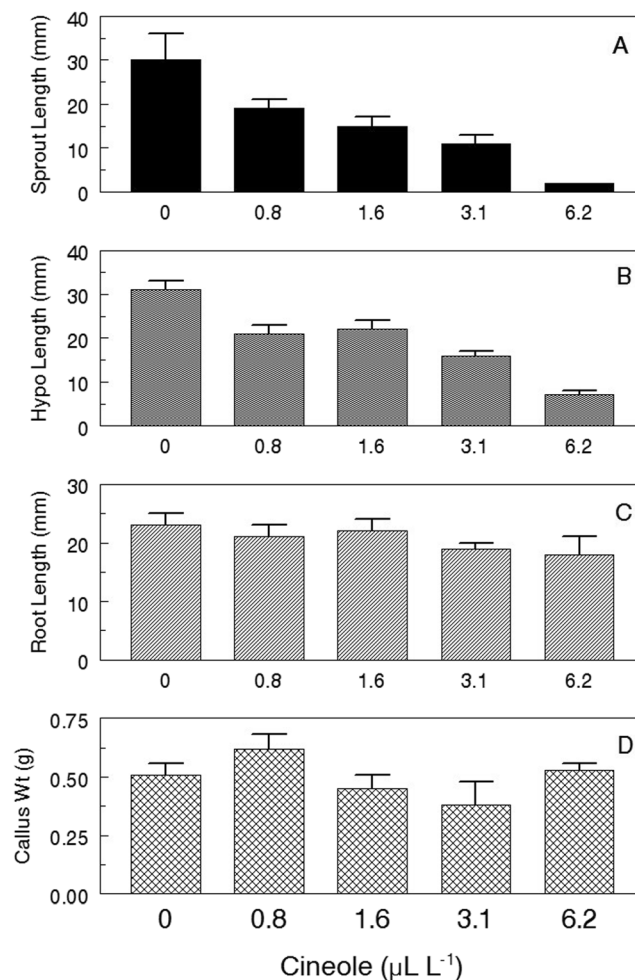 A
Sprout Length (mm)
40
30
20
10
0
0 0.8 1.6 3.1 6.2
B
Hypo Length (mm)
40
30
20
10
0
0 0.8 1.6 3.1 6.2
C
Root Length (mm)
30
20
10
0
0 0.8 1.6 3.1 6.2
D
Callus Wt (g)
0.75
0.50
0.25
0.00
0 0.8 1.6 3.1 6.2
Cineole (µL L⁻¹)